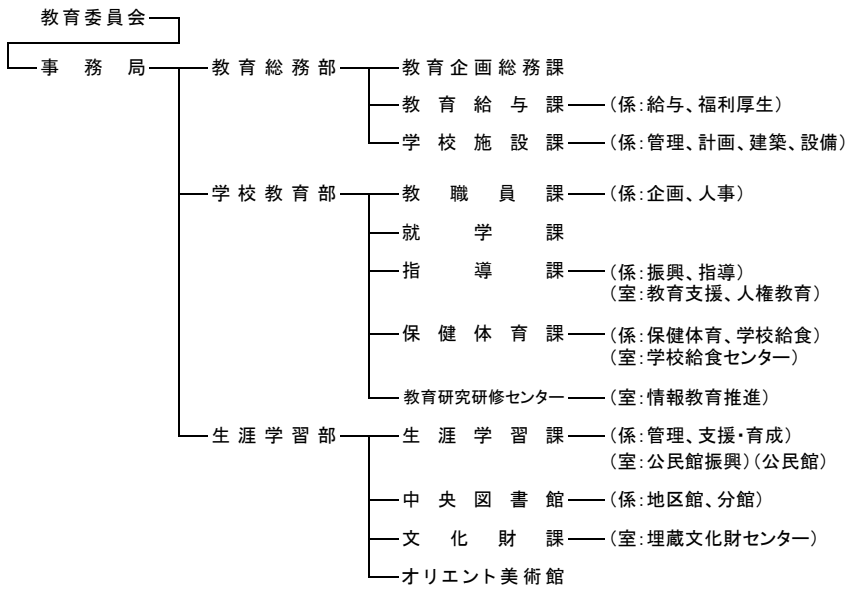 教育委員会
事務局 教育総務部 教育企画総務課
教育給与課 (係:給与、福利厚生)
学校施設課 (係:管理、計画、建築、設備)
学校教育部 教職員課 (係:企画、人事)
就学課
指導課 (係:振興、指導)
(室:教育支援、人権教育)
保健体育課 (係:保健体育、学校給食)
(室:学校給食センター)
教育研究研修センター (室:情報教育推進)
生涯学習部 生涯学習課 (係:管理、支援・育成)
(室:公民館振興)(公民館)
中央図書館 (係:地区館、分館)
文化財課 (室:埋蔵文化財センター)
オリエント美術館